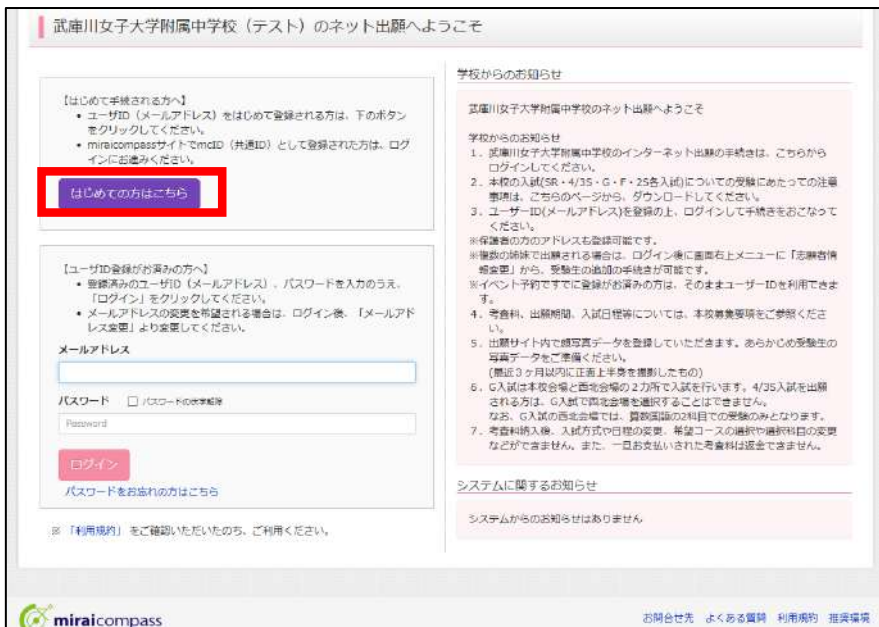 武庫川女子大学附属中学校（テスト）のネット出願へようこそ
【はじめて手続される方へ】
• ユーザID（メールアドレス）をはじめて登録される方は、下のボタン
をクリックしてください。
• miraicompassサイトでmcID（共通ID）として登録された方は、ログ
インにお進みください。
はじめての方はこちら
【ユーザID登録がお済みの方へ】
• 登録済みのユーザID（メールアドレス）、パスワードを入力のうえ、
「ログイン」をクリックしてください。
• メールアドレスの変更を希望される場合は、ログイン後、「メールアド
レス変更」より変更してください。
メールアドレス
パスワード □ パスワードの伏字解除
Password
ログイン
パスワードをお忘れの方はこちら
※「利用規約」をご確認いただいたのち、ご利用ください。
学校からのお知らせ
武庫川女子大学附属中学校のネット出願へようこそ
学校からのお知らせ
１．武庫川女子大学附属中学校のインターネット出願の手続きは、こちらから
ログインしてください。
２．本校の入試(SR・4/3S・G・F・2S各入試)についての受験にあたっての注意
事項は、こちらのページから、ダウンロードしてください。
３．ユーザーID(メールアドレス)を登録の上、ログインして手続きをおこなって
ください。
※保護者の方のアドレスも登録可能です。
※複数の姉妹で出願される場合は、ログイン後に画面右上メニューに「志願者情
報変更」から、受験生の追加の手続きが可能です。
※イベント予約ですでに登録がお済みの方は、そのままユーザーIDを利用できま
す。
４．考査料、出願期間、入試日程等については、本校募集要項をご参照くださ
い。
５．出願サイト内で顔写真データを登録していただきます。あらかじめ受験生の
写真データをご準備ください。
(最近３ヶ月以内に正面上半身を撮影したもの)
６．G入試は本校会場と西北会場の２カ所で入試を行います。4/3S入試を出願
される方は、G入試で西北会場を選択することはできません。
なお、G入試の西北会場では、算数国語の2科目での受験のみとなります。
７．考査料納入後、入試方式や日程の変更、希望コースの選択や選択科目の変更
などができません。また、一旦お支払いされた考査料は返金できません。
システムに関するお知らせ
システムからのお知らせはありません
miraicompass
お問合せ先 よくある質問 利用規約 推奨環境